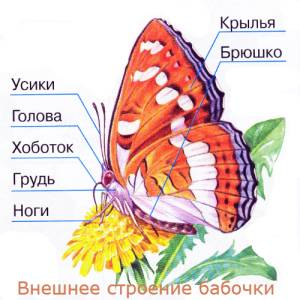 Крылья
Брюшко
Усики
Голова
Хоботок
Грудь
Ноги
Внешнее строение бабочки